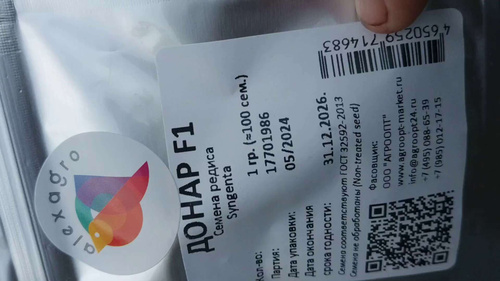 alexagro
ДОНАР F1
Семена редиса
Syngenta
Кол-во: 1 гр. (=100 сем.)
Партия: 17701986
Дата упаковки: 05/2024
Дата окончания
срока годности: 31.12.2026.
Семена соответствуют ГОСТ 32592-2013
Семена не обработаны (Non-treated seed)
Фасовщик:
ООО "АГРООПТ"
www.agroopt-market.ru
info@agroopt24.ru
+7 (495) 088-65-39
+7 (985) 012-17-15
4 650259 714683